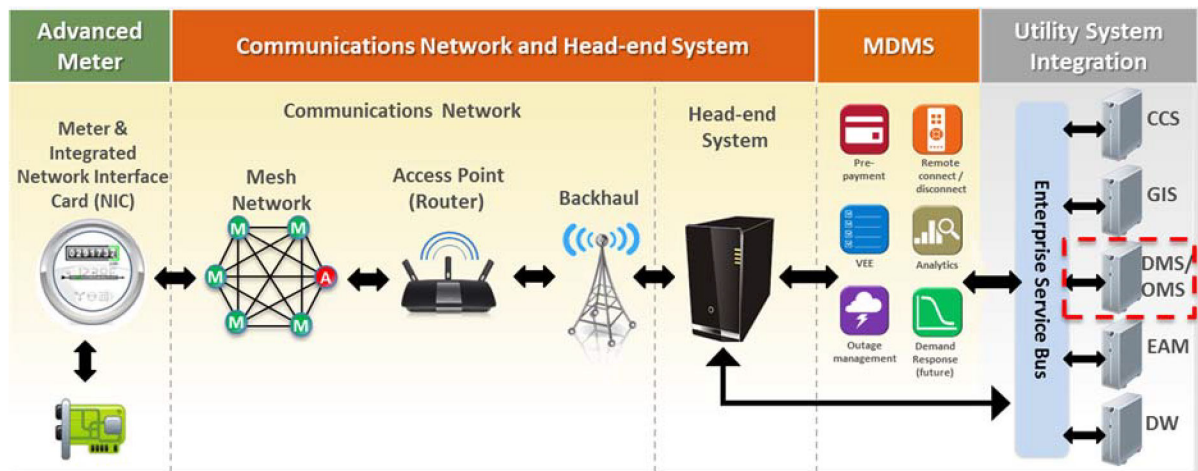 Advanced
Meter
Communications Network and Head-end System
MDMS
Utility System
Integration
Meter &
Integrated
Network Interface
Card (NIC)
Communications Network
Mesh
Network
Access Point
(Router)
Backhaul
Head-end
System
M
M
M
A
M
M
Pre-
payment
Remote
connect /
disconnect
VEE
Analytics
Outage
management
Demand
Response
(future)
Enterprise Service Bus
CCS
GIS
DMS/
OMS
EAM
DW